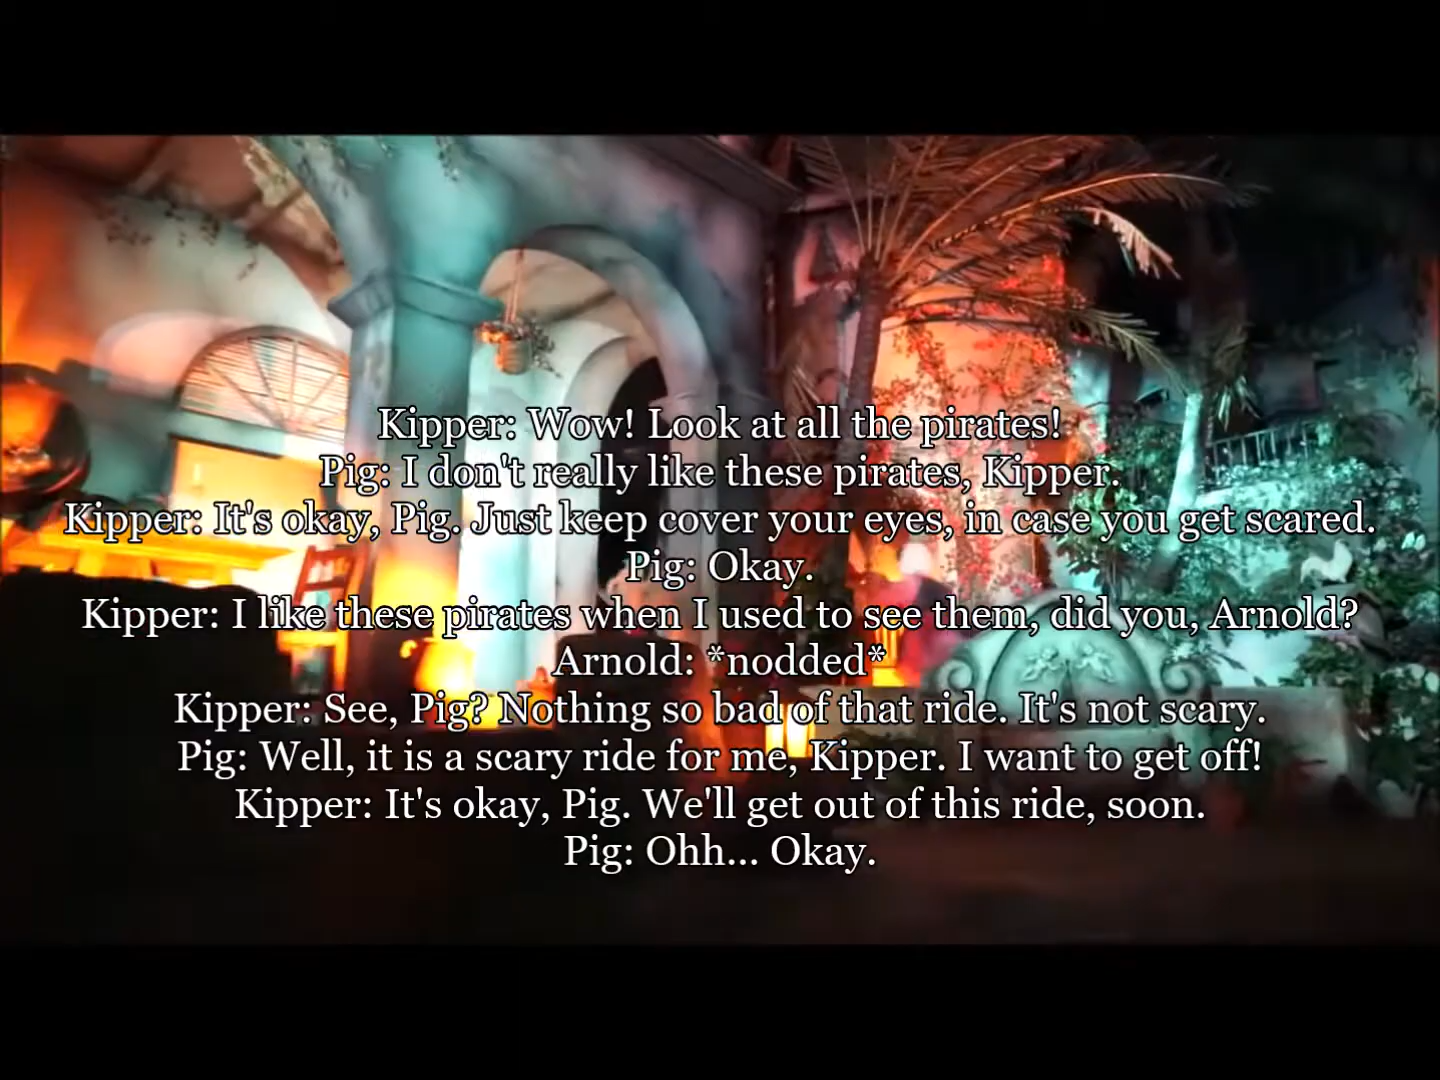 Kipper: Wow! Look at all the pirates!
Pig: I don't really like these pirates, Kipper.
Kipper: It's okay, Pig. Just keep cover your eyes, in case you get scared.
Pig: Okay.
Kipper: I like these pirates when I used to see them, did you, Arnold?
Arnold: *nodded*
Kipper: See, Pig? Nothing so bad of that ride. It's not scary.
Pig: Well, it is a scary ride for me, Kipper. I want to get off!
Kipper: It's okay, Pig. We'll get out of this ride, soon.
Pig: Ohh... Okay.